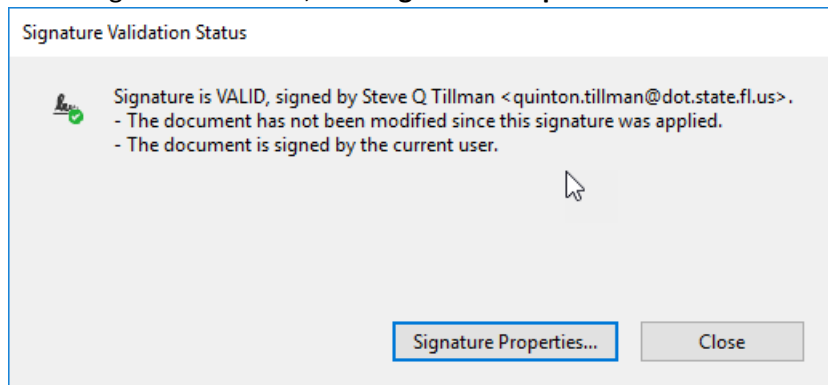 Signature Validation Status
Signature is VALID, signed by Steve Q Tillman <quinton.tillman@dot.state.fl.us>.
- The document has not been modified since this signature was applied.
- The document is signed by the current user.
Signature Properties...
Close